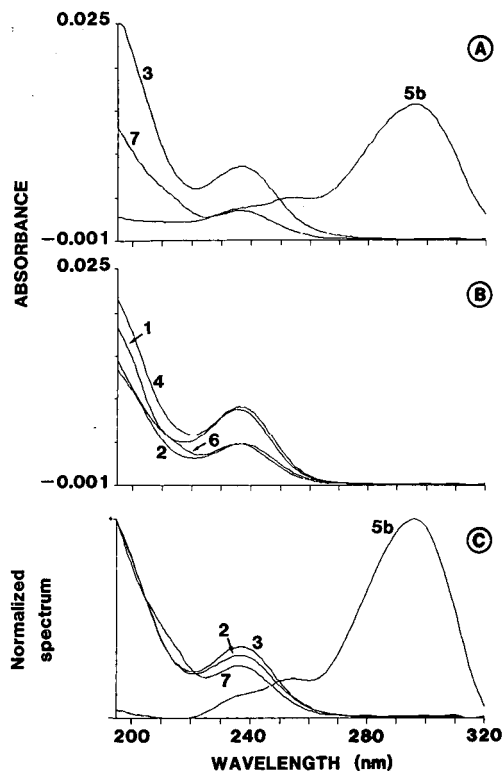 0.025
A
3
5b
7
ABSORBANCE
-0.001
0.025
B
1
4
6
2
-0.001
5b
C
Normalized
spectrum
2
3
7
200 240 280 320
WAVELENGTH (nm)